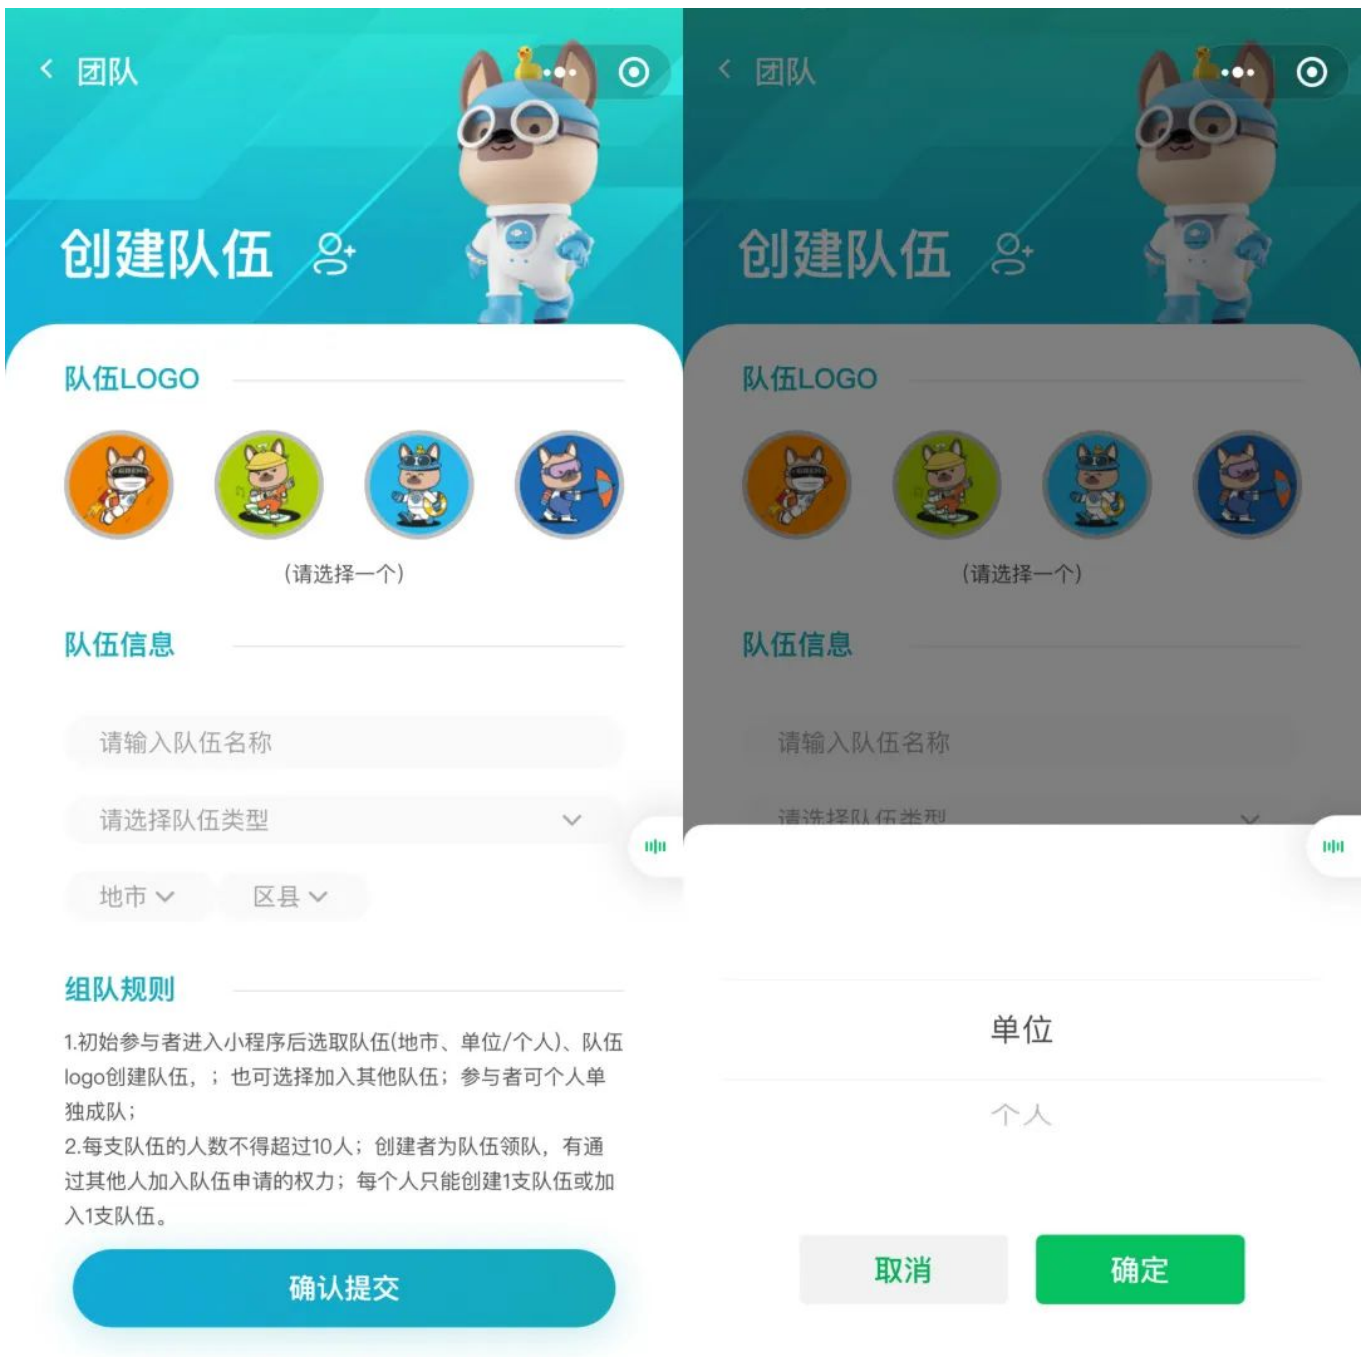 团队
创建队伍
队伍LOGO
(请选择一个)
队伍信息
请输入队伍名称
请选择队伍类型
地市 区县
组队规则
1.初始参与者进入小程序后选取队伍(地市、单位/个人)、队伍
logo创建队伍，；也可选择加入其他队伍；参与者可个人单
独成队；
2.每支队伍的人数不得超过10人；创建者为队伍领队，有通
过其他人加入队伍申请的权力；每个人只能创建1支队伍或加
入1支队伍。
确认提交
团队
创建队伍
队伍LOGO
(请选择一个)
队伍信息
请输入队伍名称
请选择队伍类型
单位
个人
取消 确定